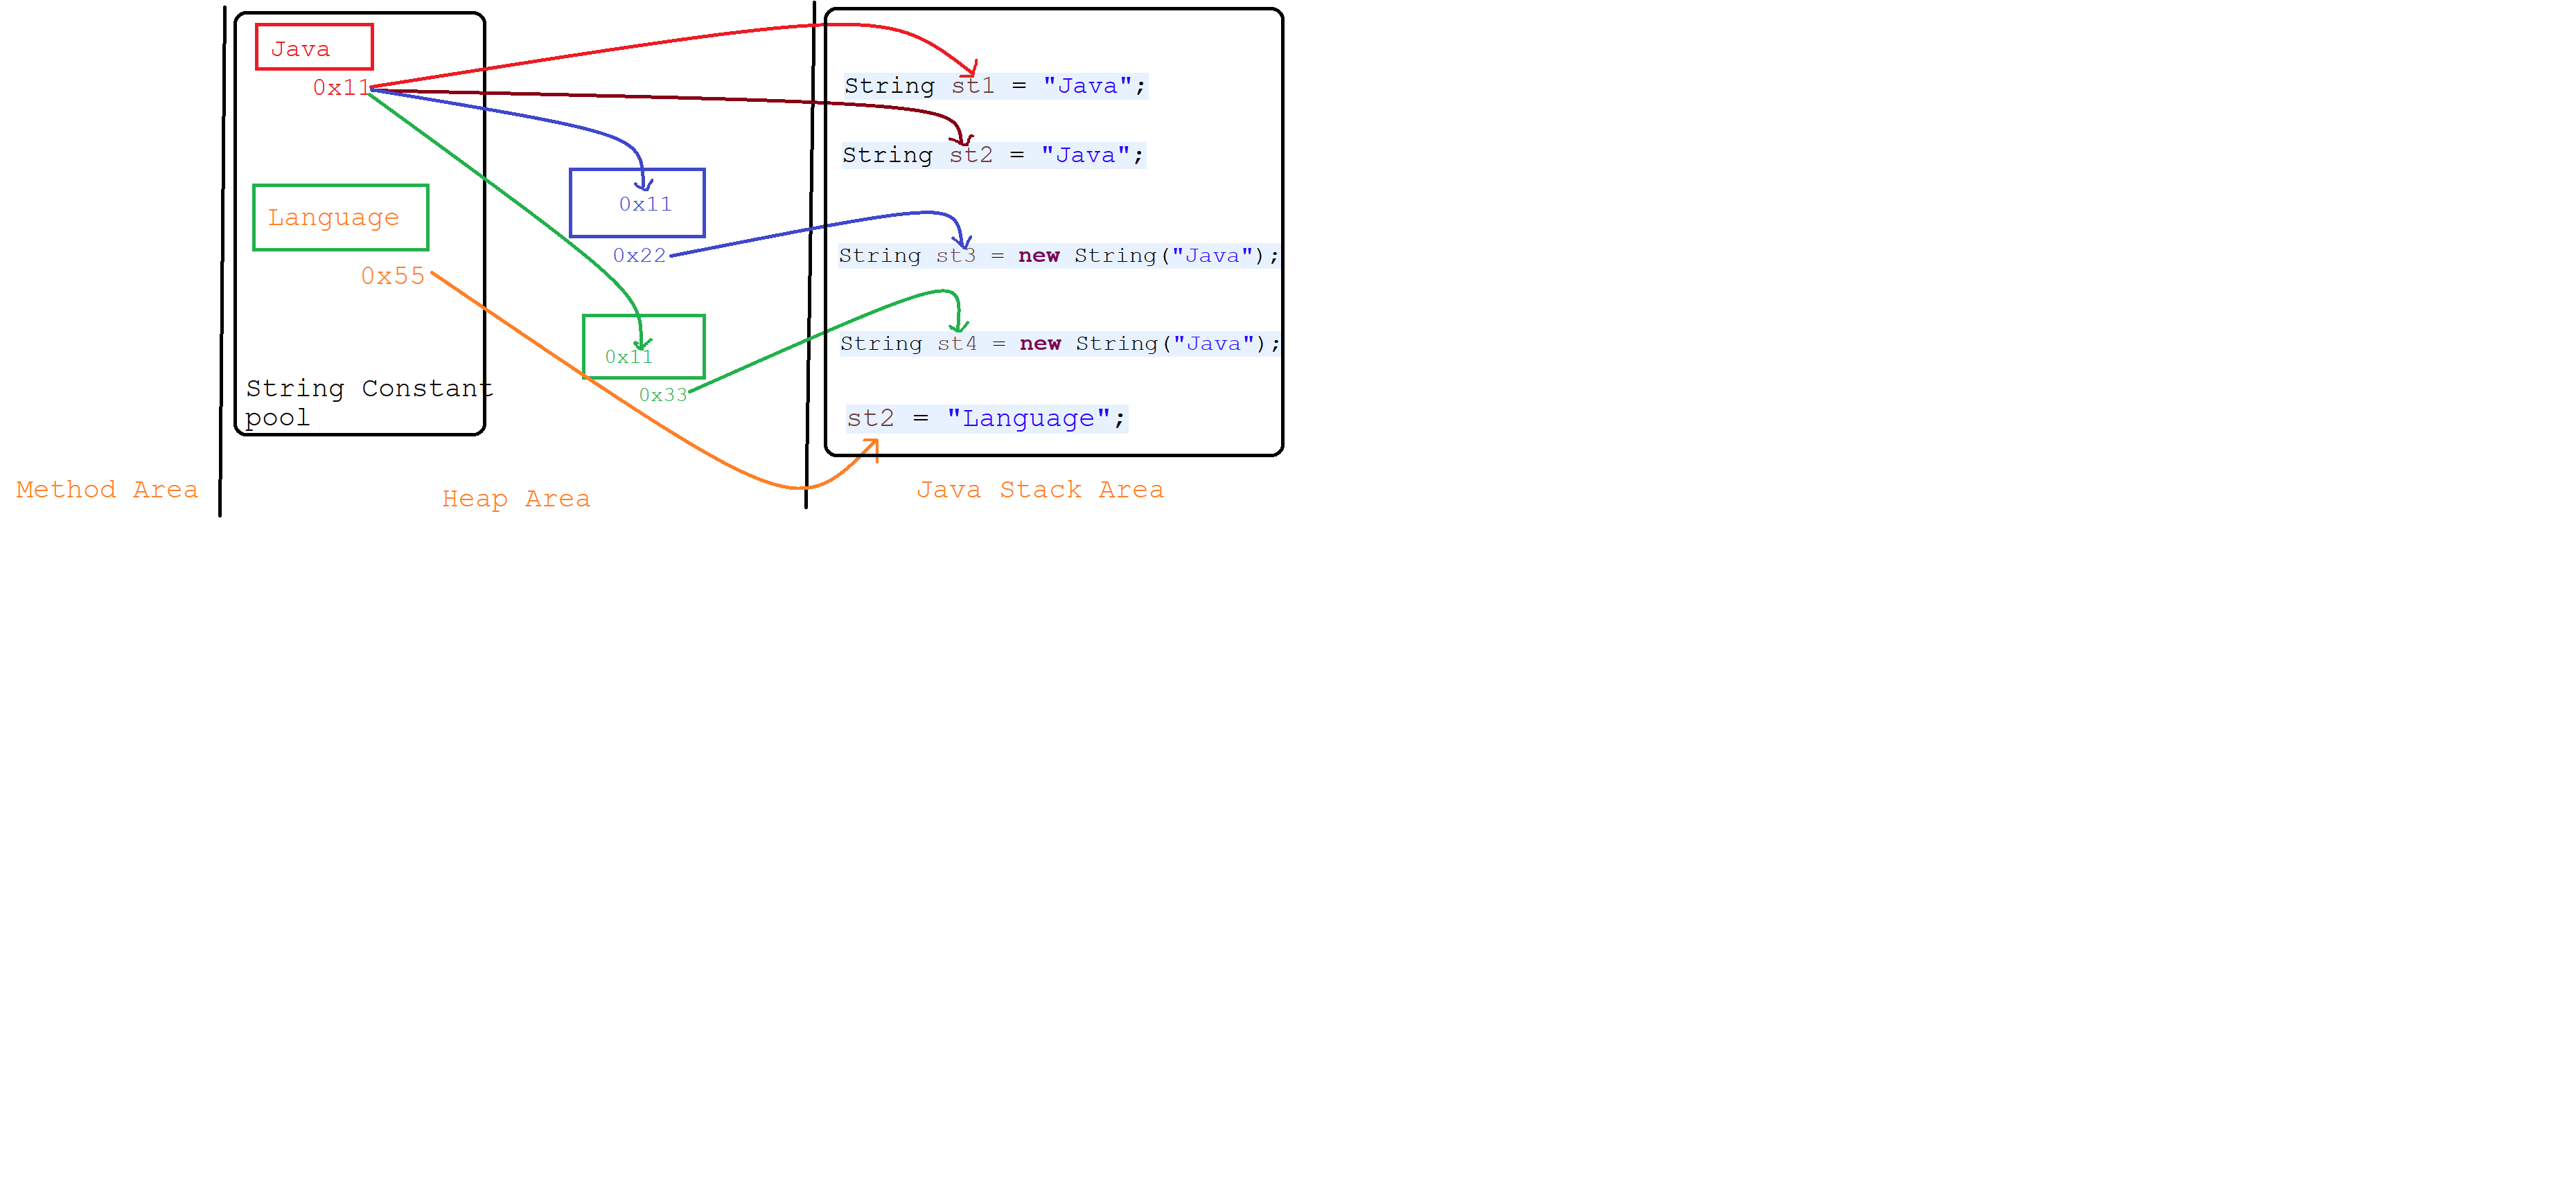 Java
0x11
Language
0x55
String Constant
pool
0x11
0x22
0x11
0x33
String st1 = "Java";
String st2 = "Java";
String st3 = new String("Java");
String st4 = new String("Java");
st2 = "Language";
Method Area
Heap Area
Java Stack Area